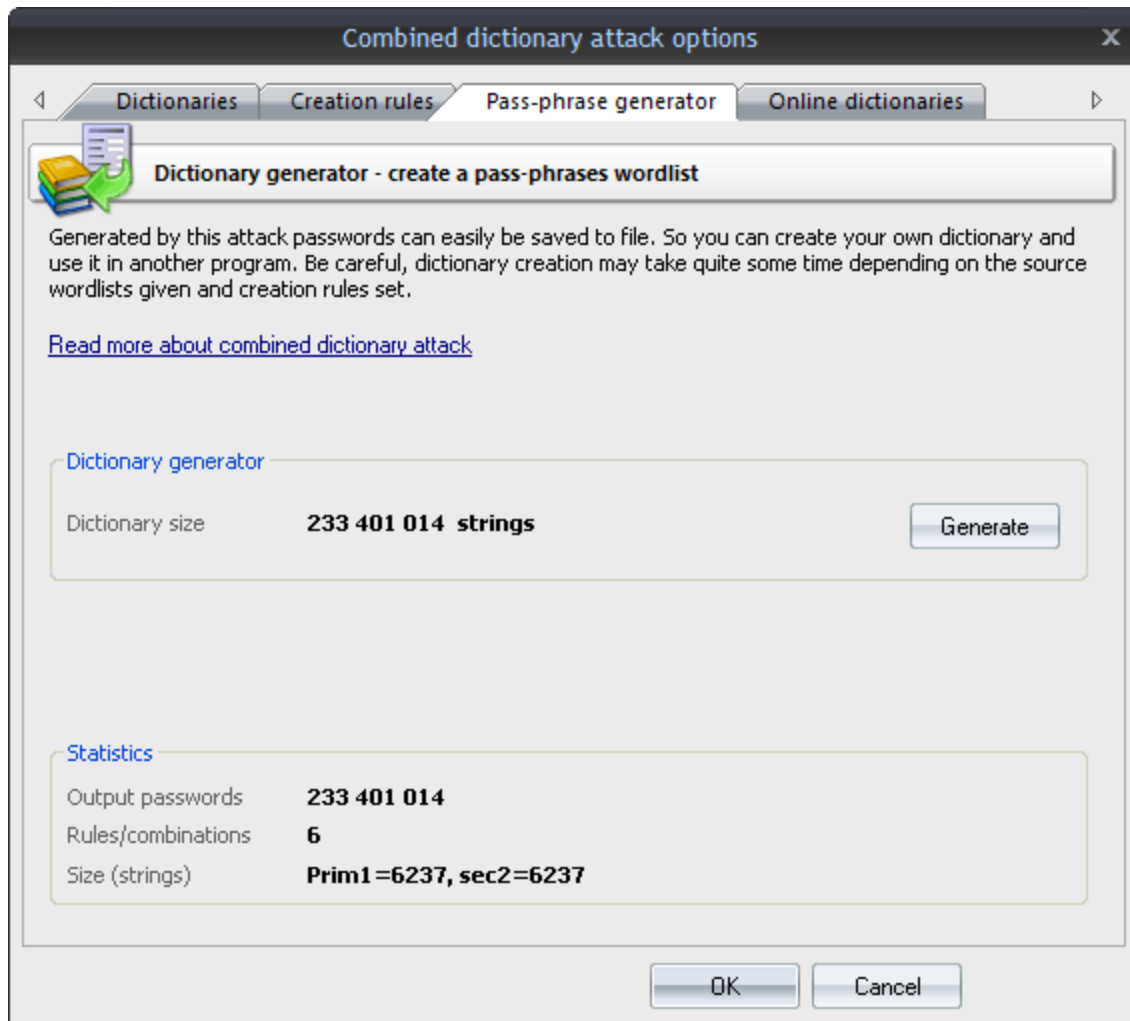 Combined dictionary attack options
Dictionaries
Creation rules
Pass-phrase generator
Online dictionaries
Dictionary generator - create a pass-phrases wordlist
Generated by this attack passwords can easily be saved to file. So you can create your own dictionary and
use it in another program. Be careful, dictionary creation may take quite some time depending on the source
wordlists given and creation rules set.
Read more about combined dictionary attack
Dictionary generator
Dictionary size 233 401 014 strings
Generate
Statistics
Output passwords 233 401 014
Rules/combinations 6
Size (strings) Prim1=6237, sec2=6237
OK
Cancel